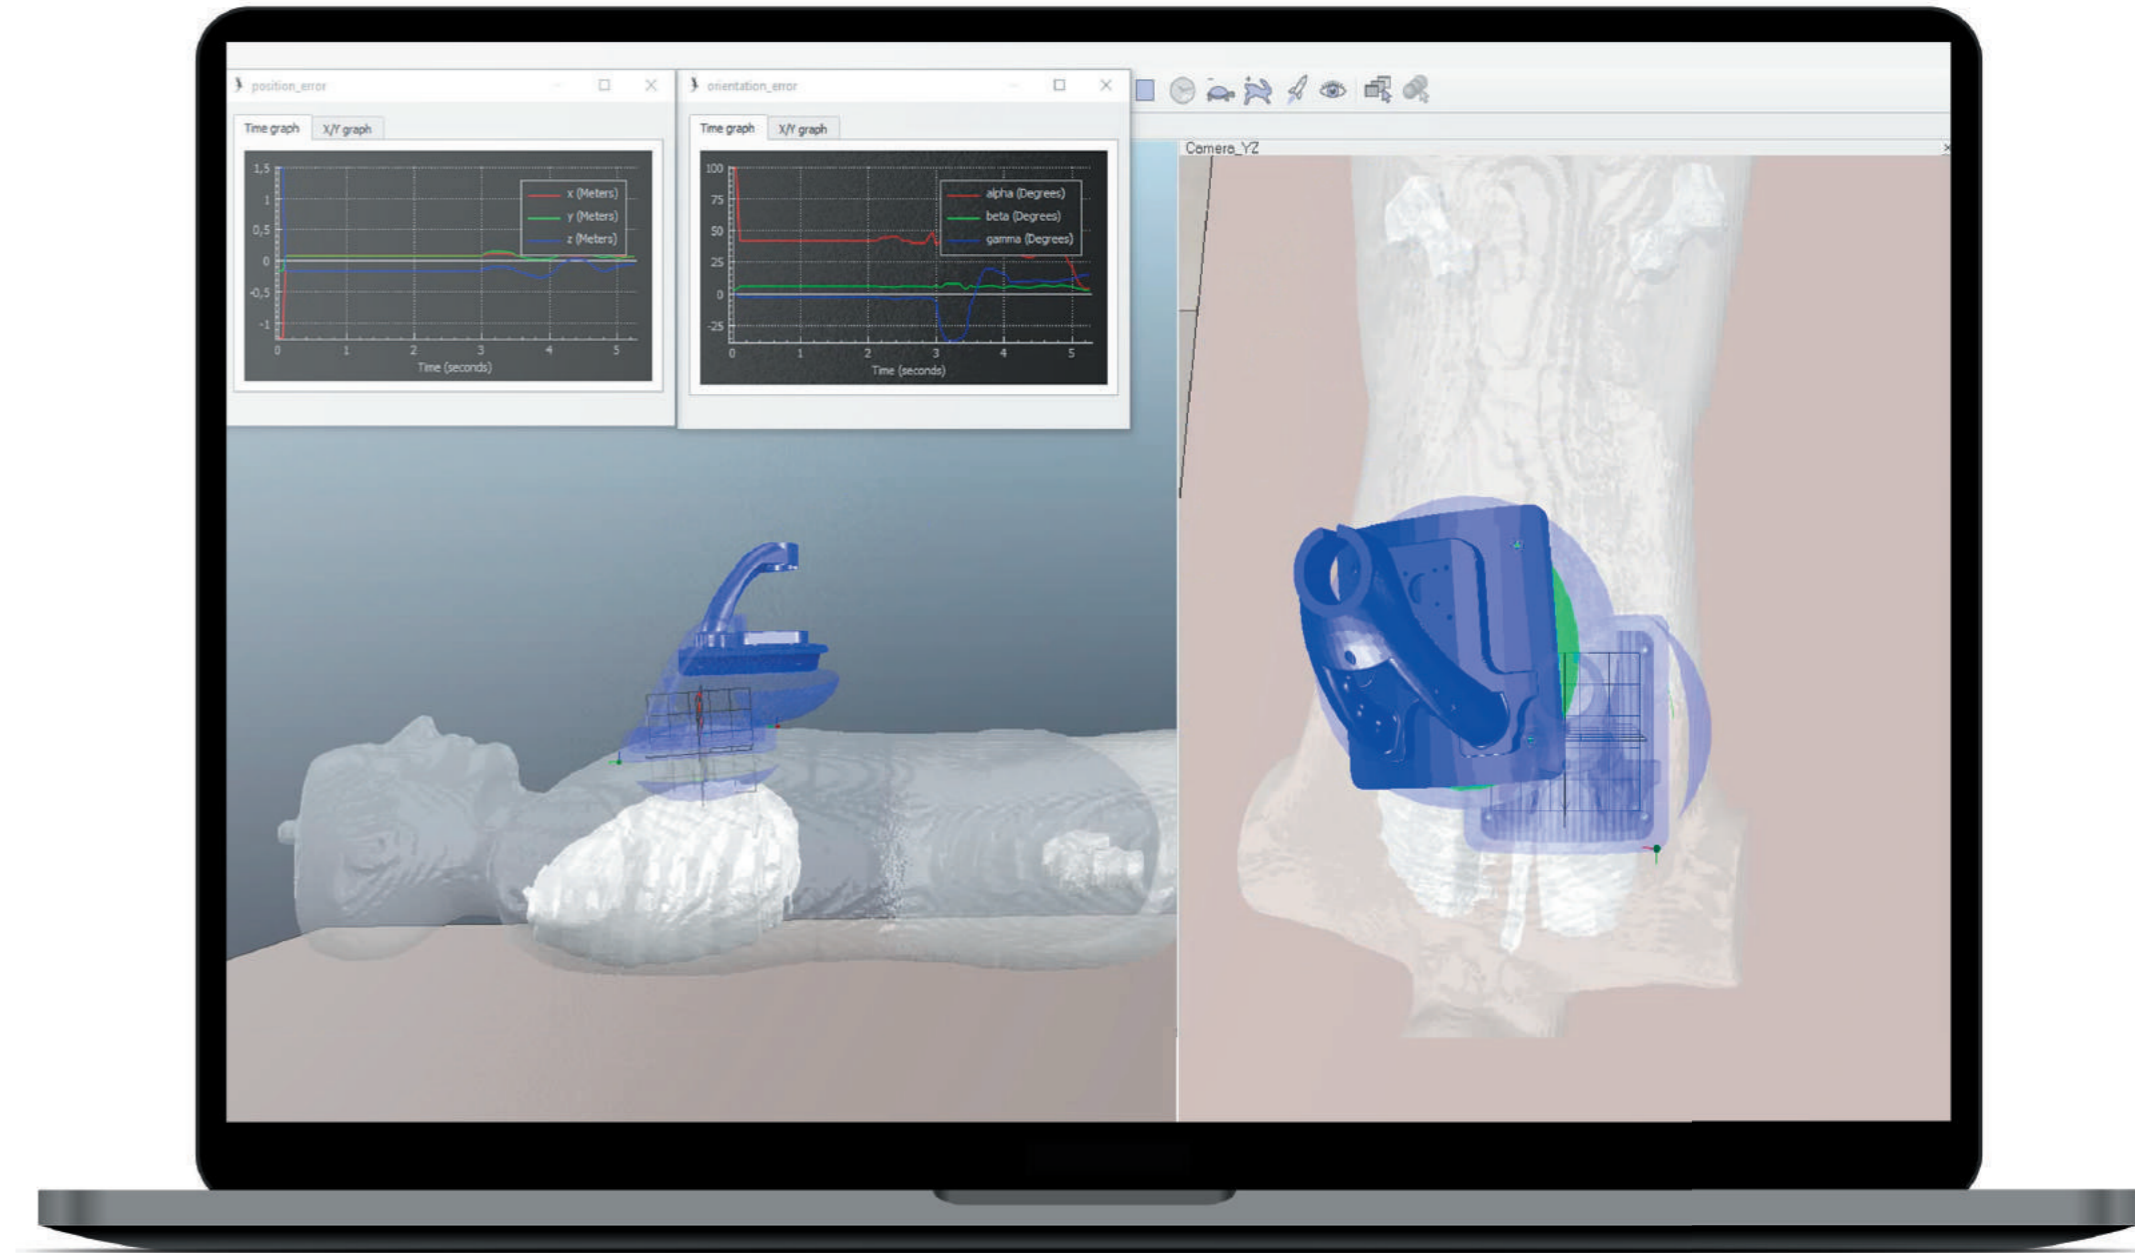 position_error
Time graph
X/Y graph
1,5
1
0,5
0
-0,5
-1
x (Meters)
y (Meters)
z (Meters)
0 1 2 3 4 5
Time (seconds)
orientation_error
Time graph
X/Y graph
100
75
50
25
0
-25
alpha (Degrees)
beta (Degrees)
gamma (Degrees)
0 1 2 3 4 5
Time (seconds)
Camera_YZ